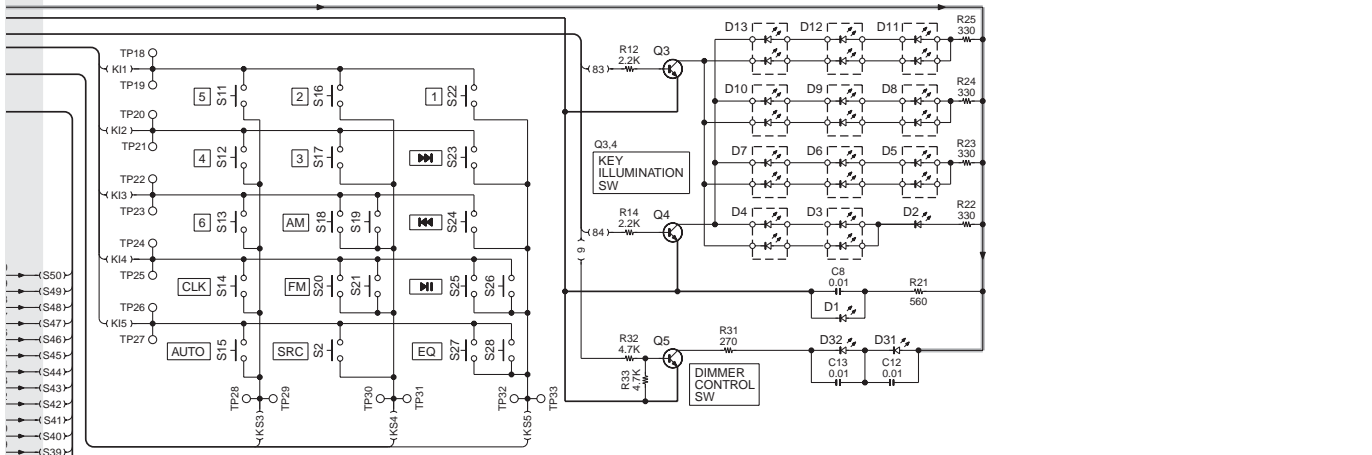 D13 D12 D11 R25
330
TP18
KI1
TP19
5 S11
2 S16
1 S22
R12
2.2K
83
Q3
D10 D9 D8 R24
330
TP20
KI2
TP21
4 S12
3 S17
S23
Q3,4
KEY
ILLUMINATION
SW
D7 D6 D5 R23
330
TP22
KI3
TP23
6 S13
AM S18 S19
S24
R14
2.2K
84
9
Q4
D4 D3 D2 R22
330
TP24
KI4
TP25
CLK S14
FM S20 S21
S25 S26
C8
0.01
D1
R21
560
TP26
KI5
TP27
AUTO S15
SRC S2
EQ S27 S28
R32
4.7K
R33
4.7K
Q5
R31
270
D32 D31
C13
0.01
C12
0.01
DIMMER
CONTROL
SW
TP28 TP29
TP30 TP31
TP32 TP33
KS3 KS4 KS5
S50
S49
S48
S47
S46
S45
S44
S43
S42
S41
S40
S39